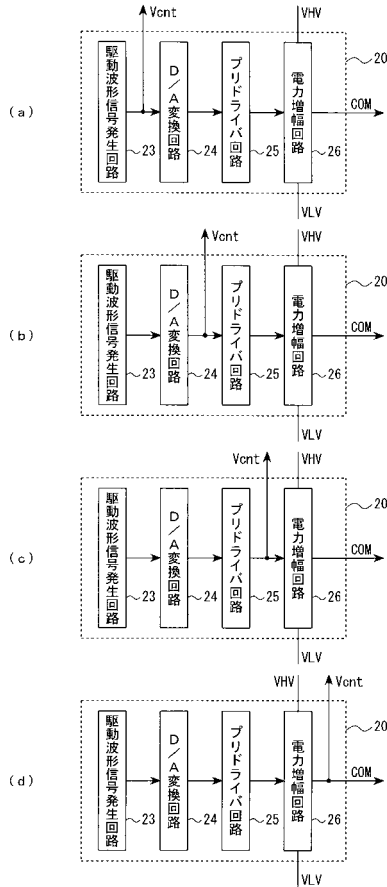 (a)
Vcnt
VHV
20
駆動波形信号発生回路
23
D/A変換回路
24
プリドライバ回路
25
電力増幅回路
26
COM
VLV
(b)
Vcnt
VHV
20
駆動波形信号発生回路
23
D/A変換回路
24
プリドライバ回路
25
電力増幅回路
26
COM
VLV
(c)
Vcnt
VHV
20
駆動波形信号発生回路
23
D/A変換回路
24
プリドライバ回路
25
電力増幅回路
26
COM
VLV
(d)
VHV
Vcnt
20
駆動波形信号発生回路
23
D/A変換回路
24
プリドライバ回路
25
電力増幅回路
26
COM
VLV